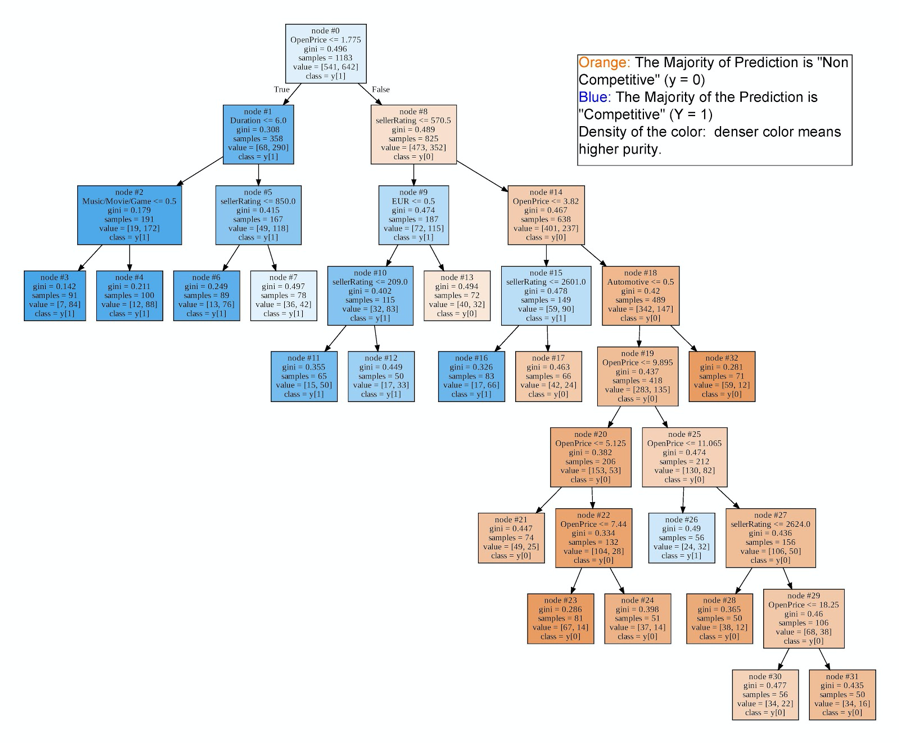 node #0
OpenPrice <= 1.775
gini = 0.496
samples = 1183
value = [541, 642]
class = y[1]
True
False
Orange: The Majority of Prediction is "Non
Competitive" (y = 0)
Blue: The Majority of the Prediction is
"Competitive" (Y = 1)
Density of the color:  denser color means
higher purity.
node #1
Duration <= 6.0
gini = 0.308
samples = 358
value = [68, 290]
class = y[1]
node #8
sellerRating <= 570.5
gini = 0.489
samples = 825
value = [473, 352]
class = y[0]
node #2
Music/Movie/Game <= 0.5
gini = 0.179
samples = 191
value = [19, 172]
class = y[1]
node #5
sellerRating <= 850.0
gini = 0.415
samples = 167
value = [49, 118]
class = y[1]
node #9
EUR <= 0.5
gini = 0.474
samples = 187
value = [72, 115]
class = y[1]
node #14
OpenPrice <= 3.82
gini = 0.467
samples = 638
value = [401, 237]
class = y[0]
node #3
gini = 0.142
samples = 91
value = [7, 84]
class = y[1]
node #4
gini = 0.211
samples = 100
value = [12, 88]
class = y[1]
node #6
gini = 0.249
samples = 89
value = [13, 76]
class = y[1]
node #7
gini = 0.497
samples = 78
value = [36, 42]
class = y[1]
node #10
sellerRating <= 209.0
gini = 0.402
samples = 115
value = [32, 83]
class = y[1]
node #13
gini = 0.494
samples = 72
value = [40, 32]
class = y[0]
node #15
sellerRating <= 2601.0
gini = 0.478
samples = 149
value = [59, 90]
class = y[1]
node #18
Automotive <= 0.5
gini = 0.42
samples = 489
value = [342, 147]
class = y[0]
node #11
gini = 0.355
samples = 65
value = [15, 50]
class = y[1]
node #12
gini = 0.449
samples = 50
value = [17, 33]
class = y[1]
node #16
gini = 0.326
samples = 83
value = [17, 66]
class = y[1]
node #17
gini = 0.463
samples = 66
value = [42, 24]
class = y[0]
node #19
OpenPrice <= 9.895
gini = 0.437
samples = 418
value = [283, 135]
class = y[0]
node #32
gini = 0.281
samples = 71
value = [59, 12]
class = y[0]
node #20
OpenPrice <= 5.125
gini = 0.382
samples = 206
value = [153, 53]
class = y[0]
node #25
OpenPrice <= 11.065
gini = 0.474
samples = 212
value = [130, 82]
class = y[0]
node #21
gini = 0.447
samples = 74
value = [49, 25]
class = y[0]
node #22
OpenPrice <= 7.44
gini = 0.334
samples = 132
value = [104, 28]
class = y[0]
node #26
gini = 0.49
samples = 56
value = [24, 32]
class = y[1]
node #27
sellerRating <= 2624.0
gini = 0.436
samples = 156
value = [106, 50]
class = y[0]
node #23
gini = 0.286
samples = 81
value = [67, 14]
class = y[0]
node #24
gini = 0.398
samples = 51
value = [37, 14]
class = y[0]
node #28
gini = 0.365
samples = 50
value = [38, 12]
class = y[0]
node #29
OpenPrice <= 18.25
gini = 0.46
samples = 106
value = [68, 38]
class = y[0]
node #30
gini = 0.477
samples = 56
value = [34, 22]
class = y[0]
node #31
gini = 0.435
samples = 50
value = [34, 16]
class = y[0]